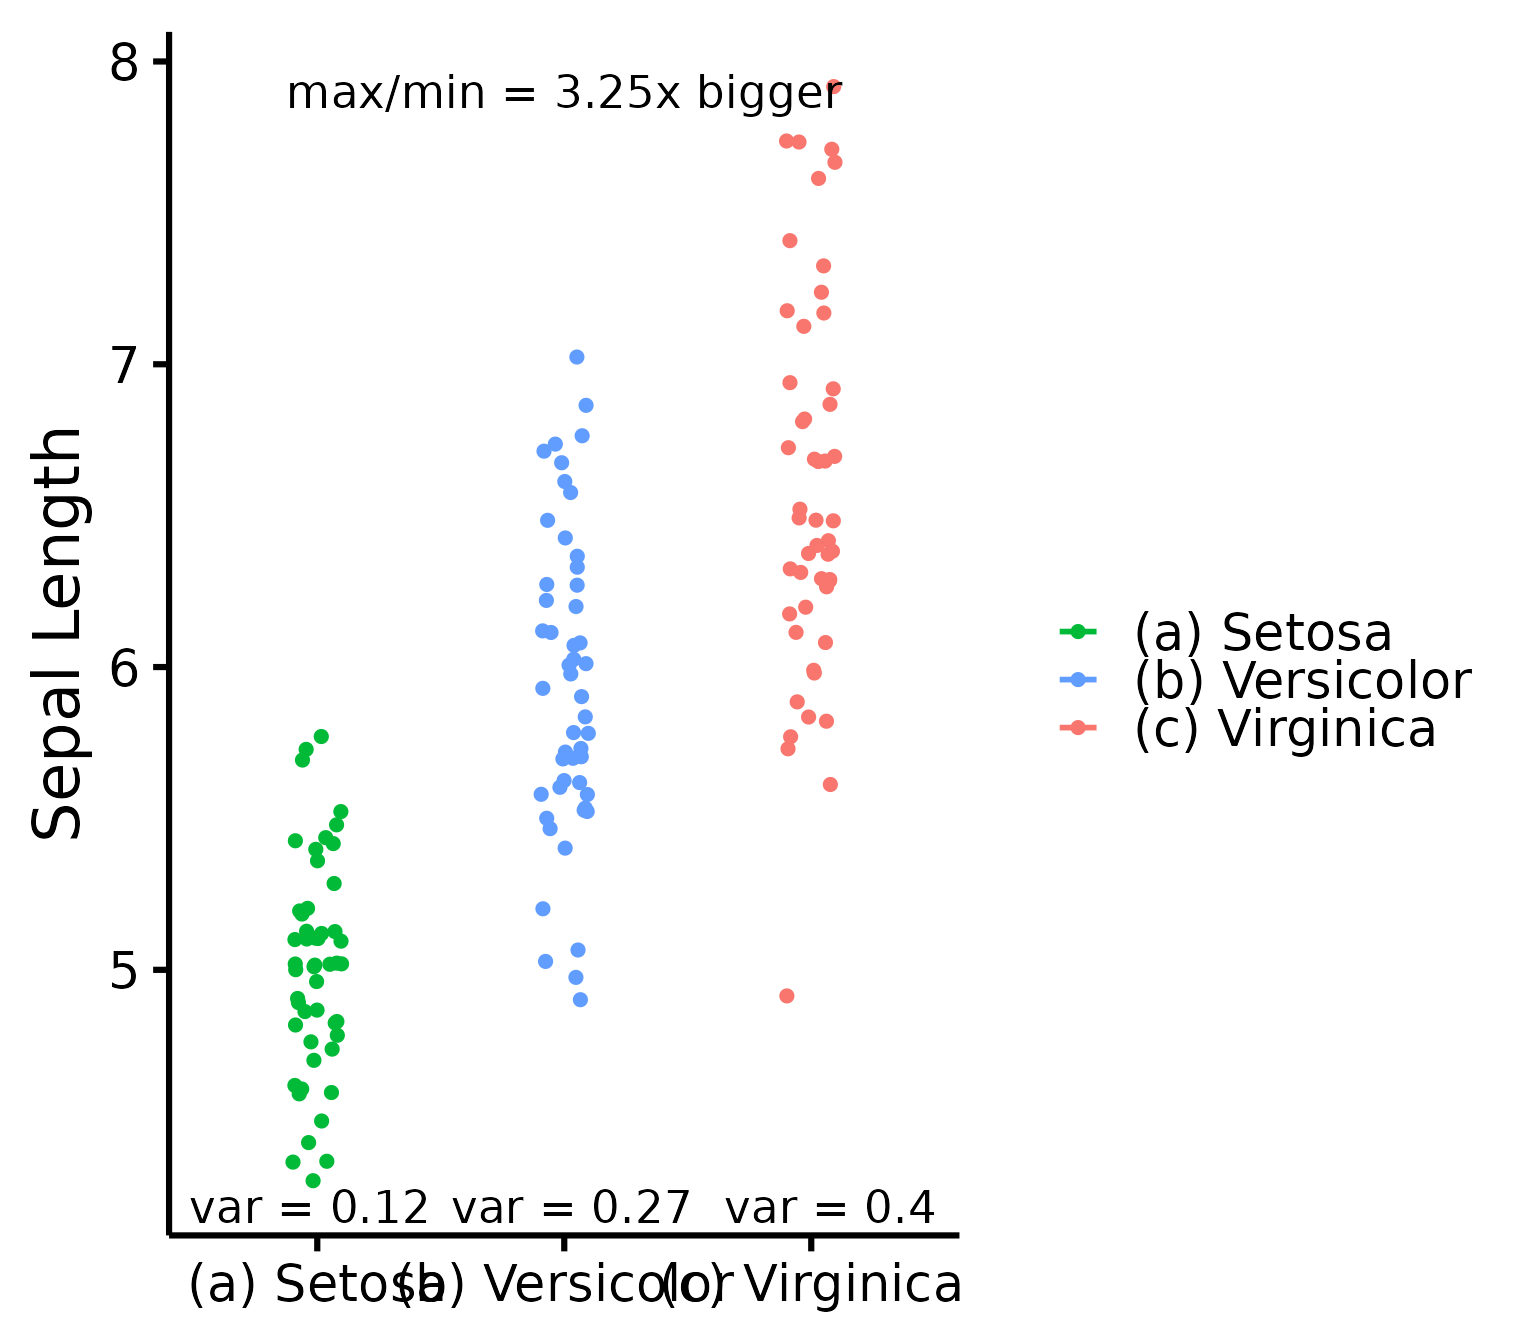 max/min = 3.25x bigger
8
7
6
5
Sepal Length
var = 0.12 var = 0.27 var = 0.4
(a) Setosa (b) Versicolor (c) Virginica
(a) Setosa
(b) Versicolor
(c) Virginica